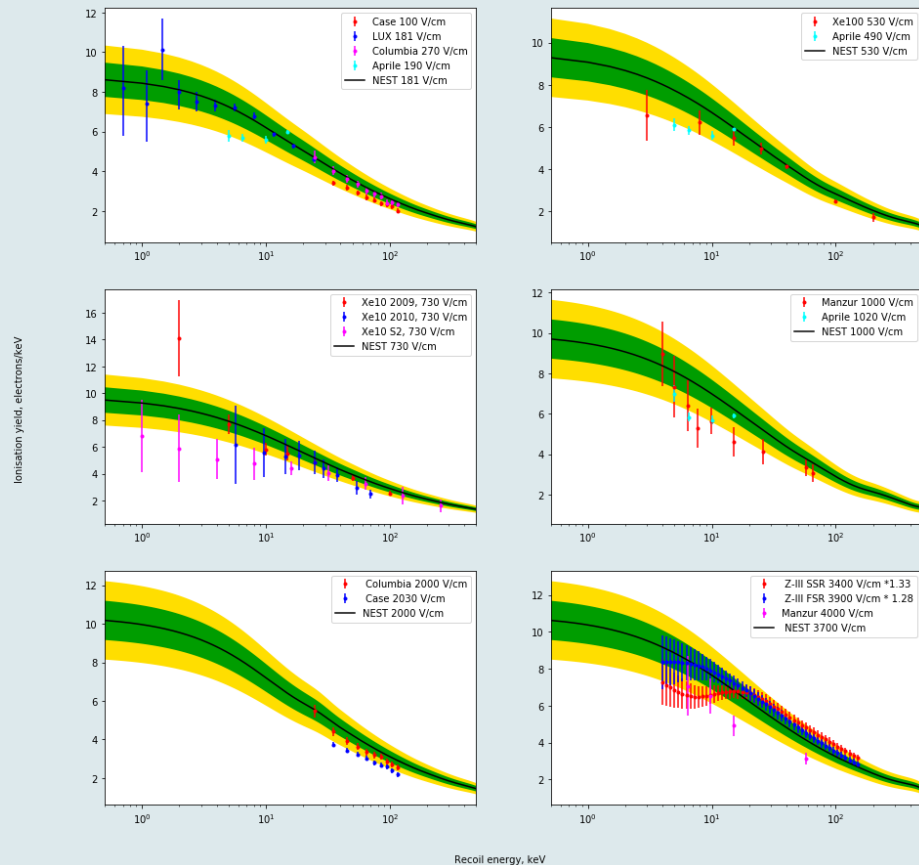 12
10
8
6
4
2
10⁰
10¹
10²
Case 100 V/cm
LUX 181 V/cm
Columbia 270 V/cm
Aprile 190 V/cm
NEST 181 V/cm
10
8
6
4
2
10⁰
10¹
10²
Xe100 530 V/cm
Aprile 490 V/cm
NEST 530 V/cm
Ionisation yield, electrons/keV
16
14
12
10
8
6
4
2
10⁰
10¹
10²
Xe10 2009, 730 V/cm
Xe10 2010, 730 V/cm
Xe10 S2, 730 V/cm
NEST 730 V/cm
12
10
8
6
4
2
10⁰
10¹
10²
Manzur 1000 V/cm
Aprile 1020 V/cm
NEST 1000 V/cm
12
10
8
6
4
2
10⁰
10¹
10²
Columbia 2000 V/cm
Case 2030 V/cm
NEST 2000 V/cm
12
10
8
6
4
2
10⁰
10¹
10²
Z-III SSR 3400 V/cm *1.33
Z-III FSR 3900 V/cm * 1.28
Manzur 4000 V/cm
NEST 3700 V/cm
Recoil energy, keV